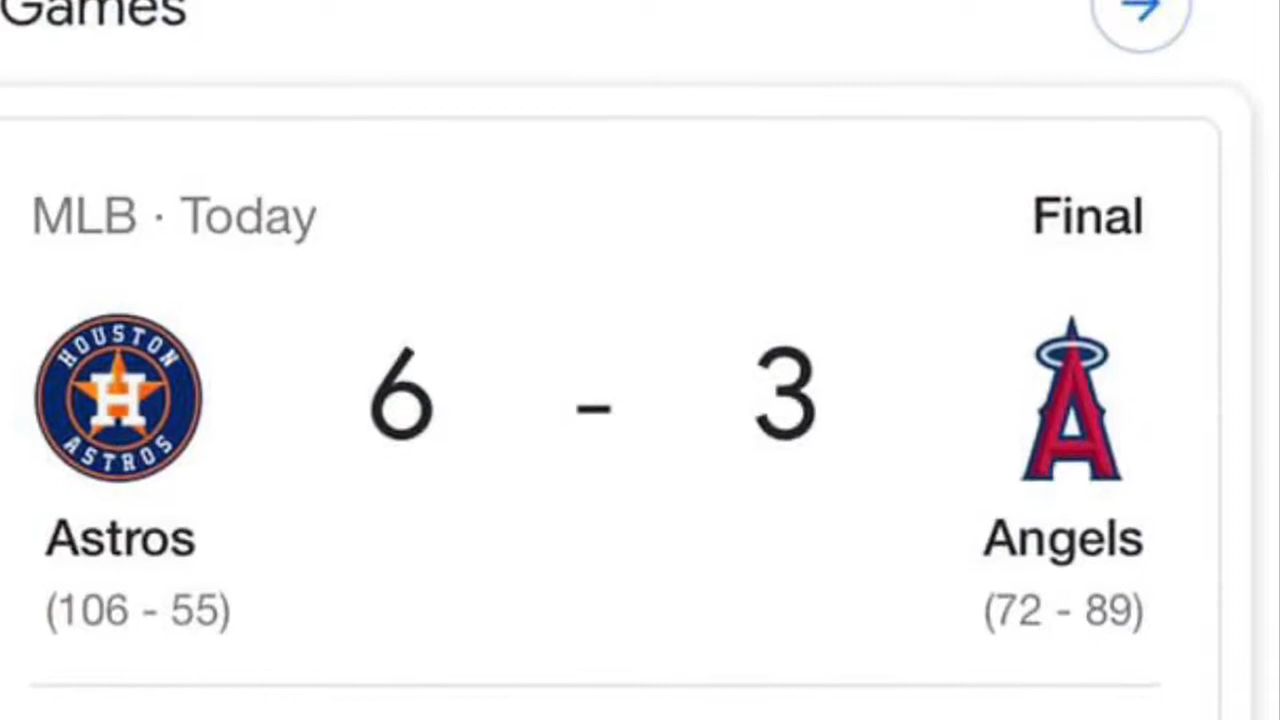 Games
MLB · Today Final
HOUSTON
H
ASTROS
6 - 3
A
Astros Angels
(106 - 55) (72 - 89)